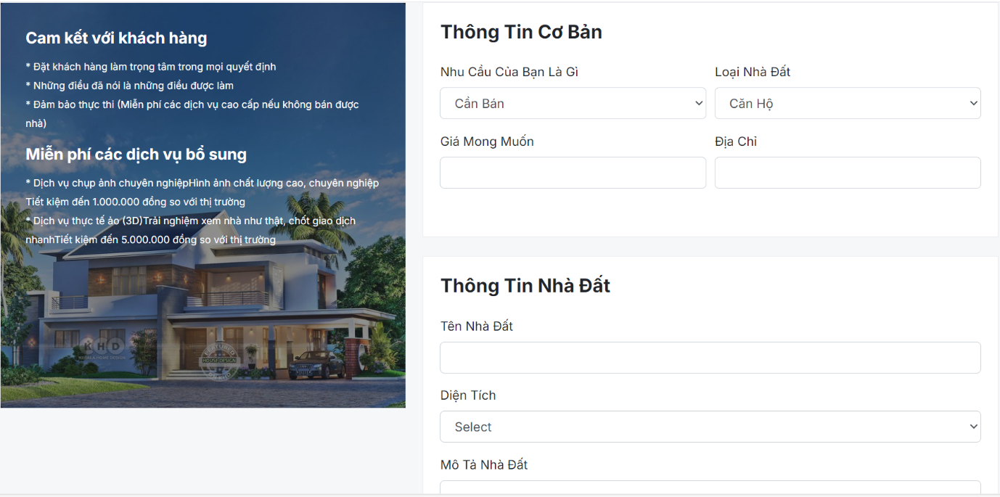 Cam kết với khách hàng
* Đặt khách hàng làm trọng tâm trong mọi quyết định
* Những điều đã nói là những điều được làm
* Đảm bảo thực thi (Miễn phí các dịch vụ cao cấp nếu không bán được
nhà)
Miễn phí các dịch vụ bổ sung
* Dịch vụ chụp ảnh chuyên nghiệpHình ảnh chất lượng cao, chuyên nghiệp
Tiết kiệm đến 1.000.000 đồng so với thị trường
* Dịch vụ thực tế ảo (3D)Trải nghiệm xem nhà như thật, chốt giao dịch
nhanhTiết kiệm đến 5.000.000 đồng so với thị trường
KHD
KERALA HOME DESIGN
FEATURED
HOUSE DESIGN
Thông Tin Cơ Bản
Nhu Cầu Của Bạn Là Gì
Loại Nhà Đất
Cần Bán
Căn Hộ
Giá Mong Muốn
Địa Chỉ
Thông Tin Nhà Đất
Tên Nhà Đất
Diện Tích
Select
Mô Tả Nhà Đất